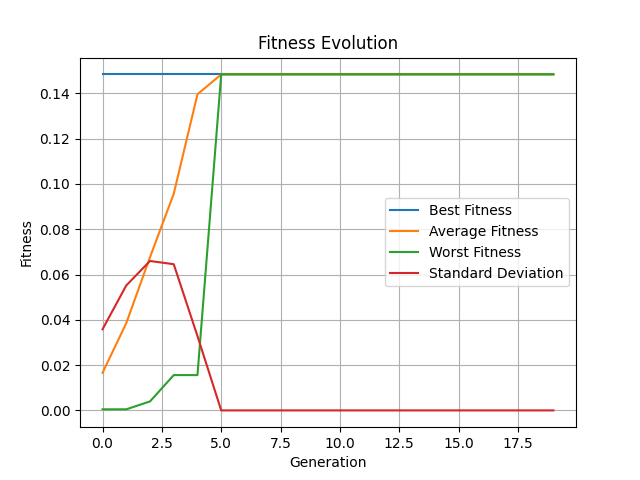 Fitness Evolution
Fitness
0.14
0.12
0.10
0.08
0.06
0.04
0.02
0.00
Best Fitness
Average Fitness
Worst Fitness
Standard Deviation
0.0 2.5 5.0 7.5 10.0 12.5 15.0 17.5
Generation